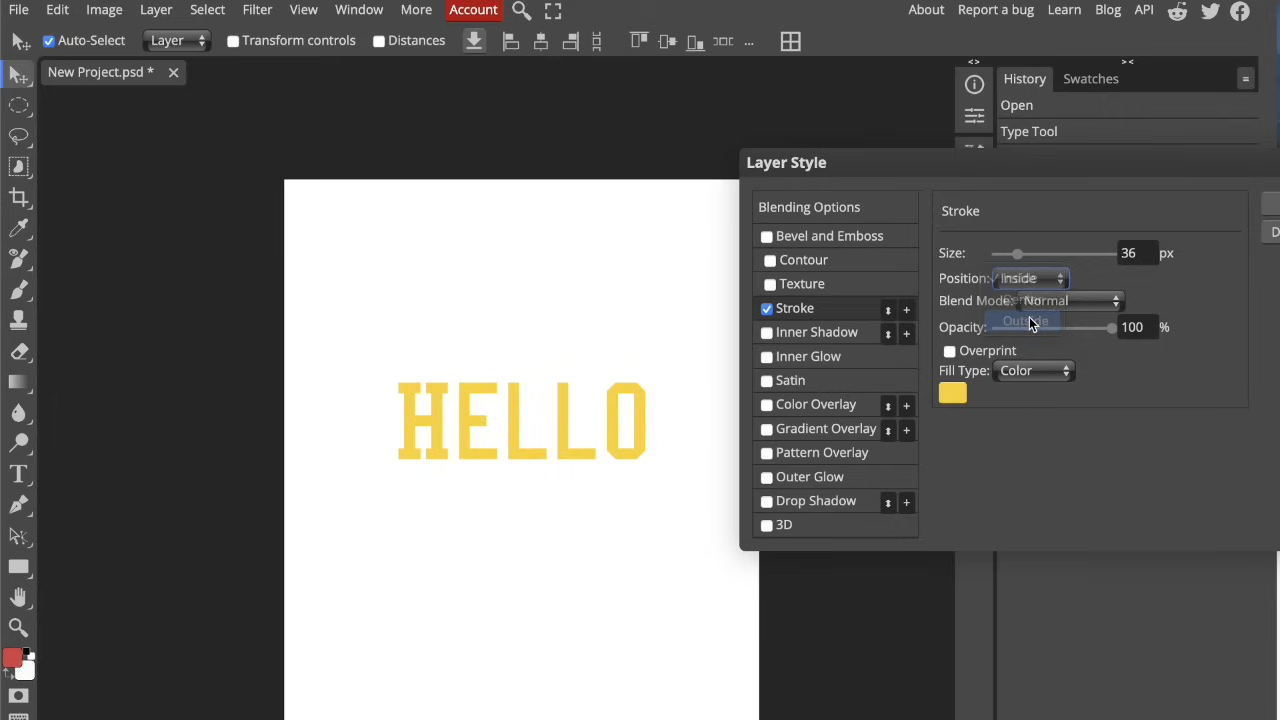 File Edit Image Layer Select Filter View Window More Account About Report a bug Learn Blog API
Auto-Select Layer Transform controls Distances ...
New Project.psd * <> ><
History Swatches
Open
Type Tool
Layer Style
Blending Options
Bevel and Emboss
Contour
Texture
Stroke
Inner Shadow
Inner Glow
Satin
Color Overlay
Gradient Overlay
Pattern Overlay
Outer Glow
Drop Shadow
3D
Stroke
Size: 36 px
Position: Inside
Center
Blend Mode: Normal
Outside
Opacity: 100 %
Overprint
Fill Type: Color
D
HELLO